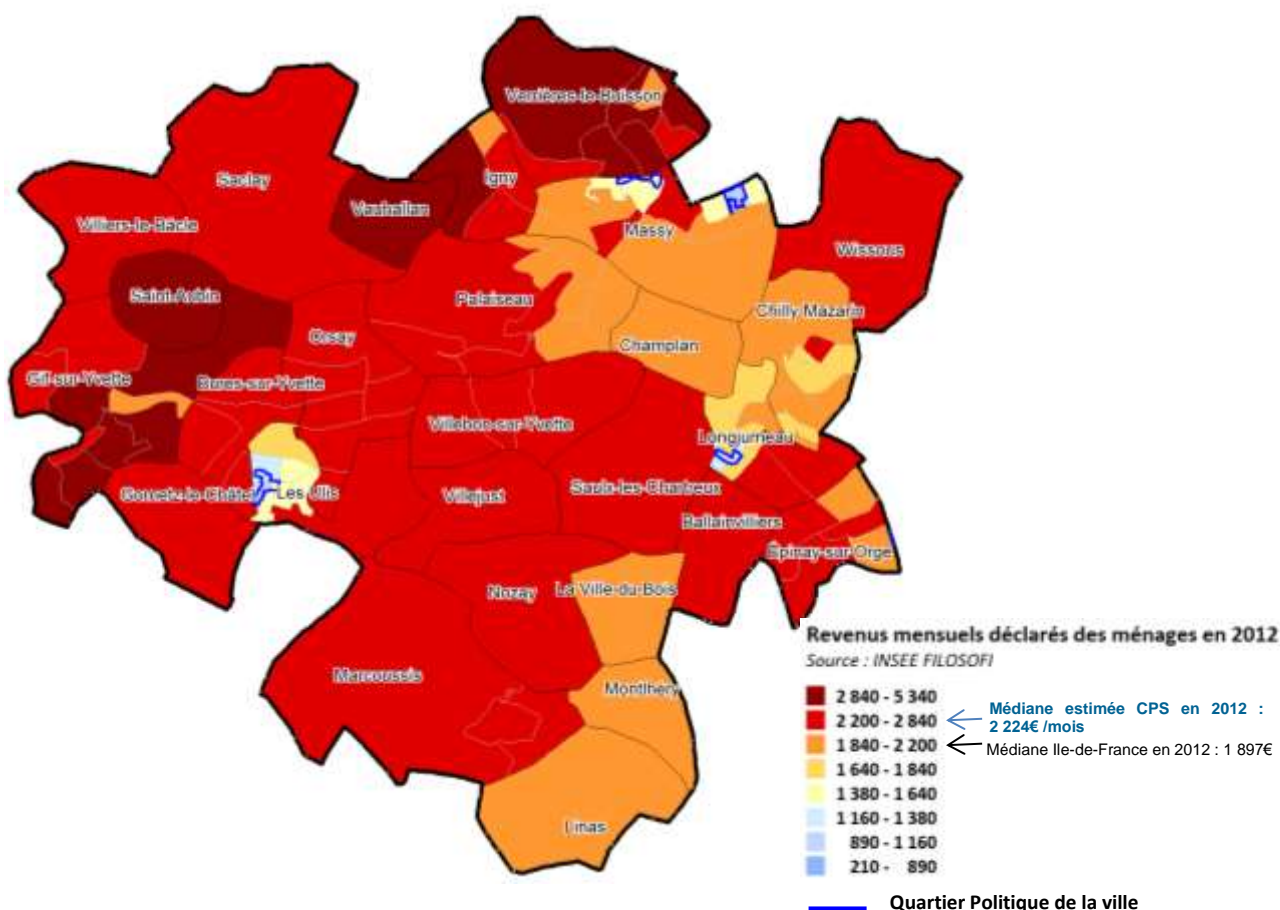 Verrières-le-Buisson
Saclay
Igny
Vauhallan
Villiers-le-Bâcle
Massy
Wissous
Saint-Aubin
Palaiseau
Chilly Mazarin
Orsay
Champlan
Gif-sur-Yvette
Bures-sur-Yvette
Villebon-sur-Yvette
Longjumeau
Gometz-le-Châtel
Les Ulis
Villejust
Saulx-les-Chartreux
Ballainvilliers
Épinay-sur-Orge
Nozay
La Ville-du-Bois
Marcoussis
Montlhéry
Linas
Revenus mensuels déclarés des ménages en 2012
Source : INSEE FILOSOFI
2 840 - 5 340
2 200 - 2 840
Médiane estimée CPS en 2012 :
2 224€ /mois
1 840 - 2 200
Médiane Ile-de-France en 2012 : 1 897€
1 640 - 1 840
1 380 - 1 640
1 160 - 1 380
890 - 1 160
210 - 890
Quartier Politique de la ville